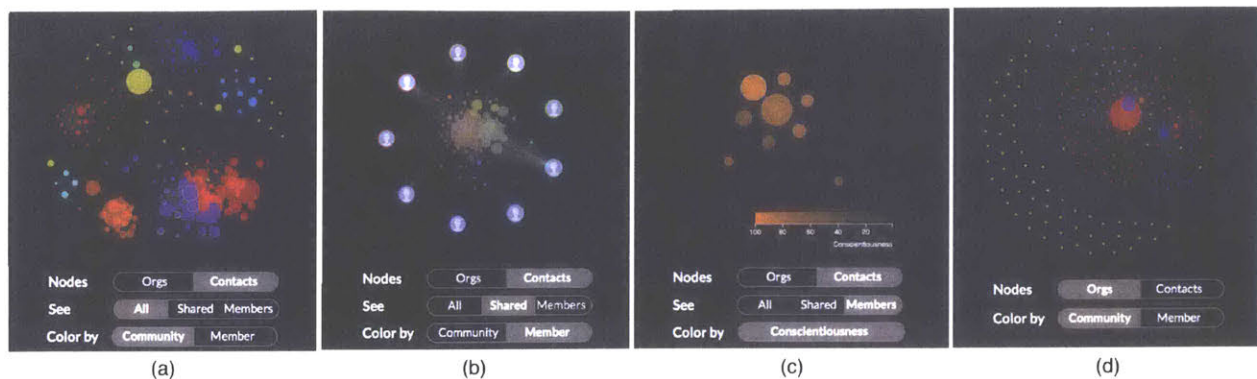 100 80 60 40 20
Conscientiousness
Nodes Orgs Contacts
See All Shared Members
Color by Community Member
Nodes Orgs Contacts
See All Shared Members
Color by Community Member
Nodes Orgs Contacts
See All Shared Members
Color by Conscientiousness
Nodes Orgs Contacts
Color by Community Member
(a) (b) (c) (d)